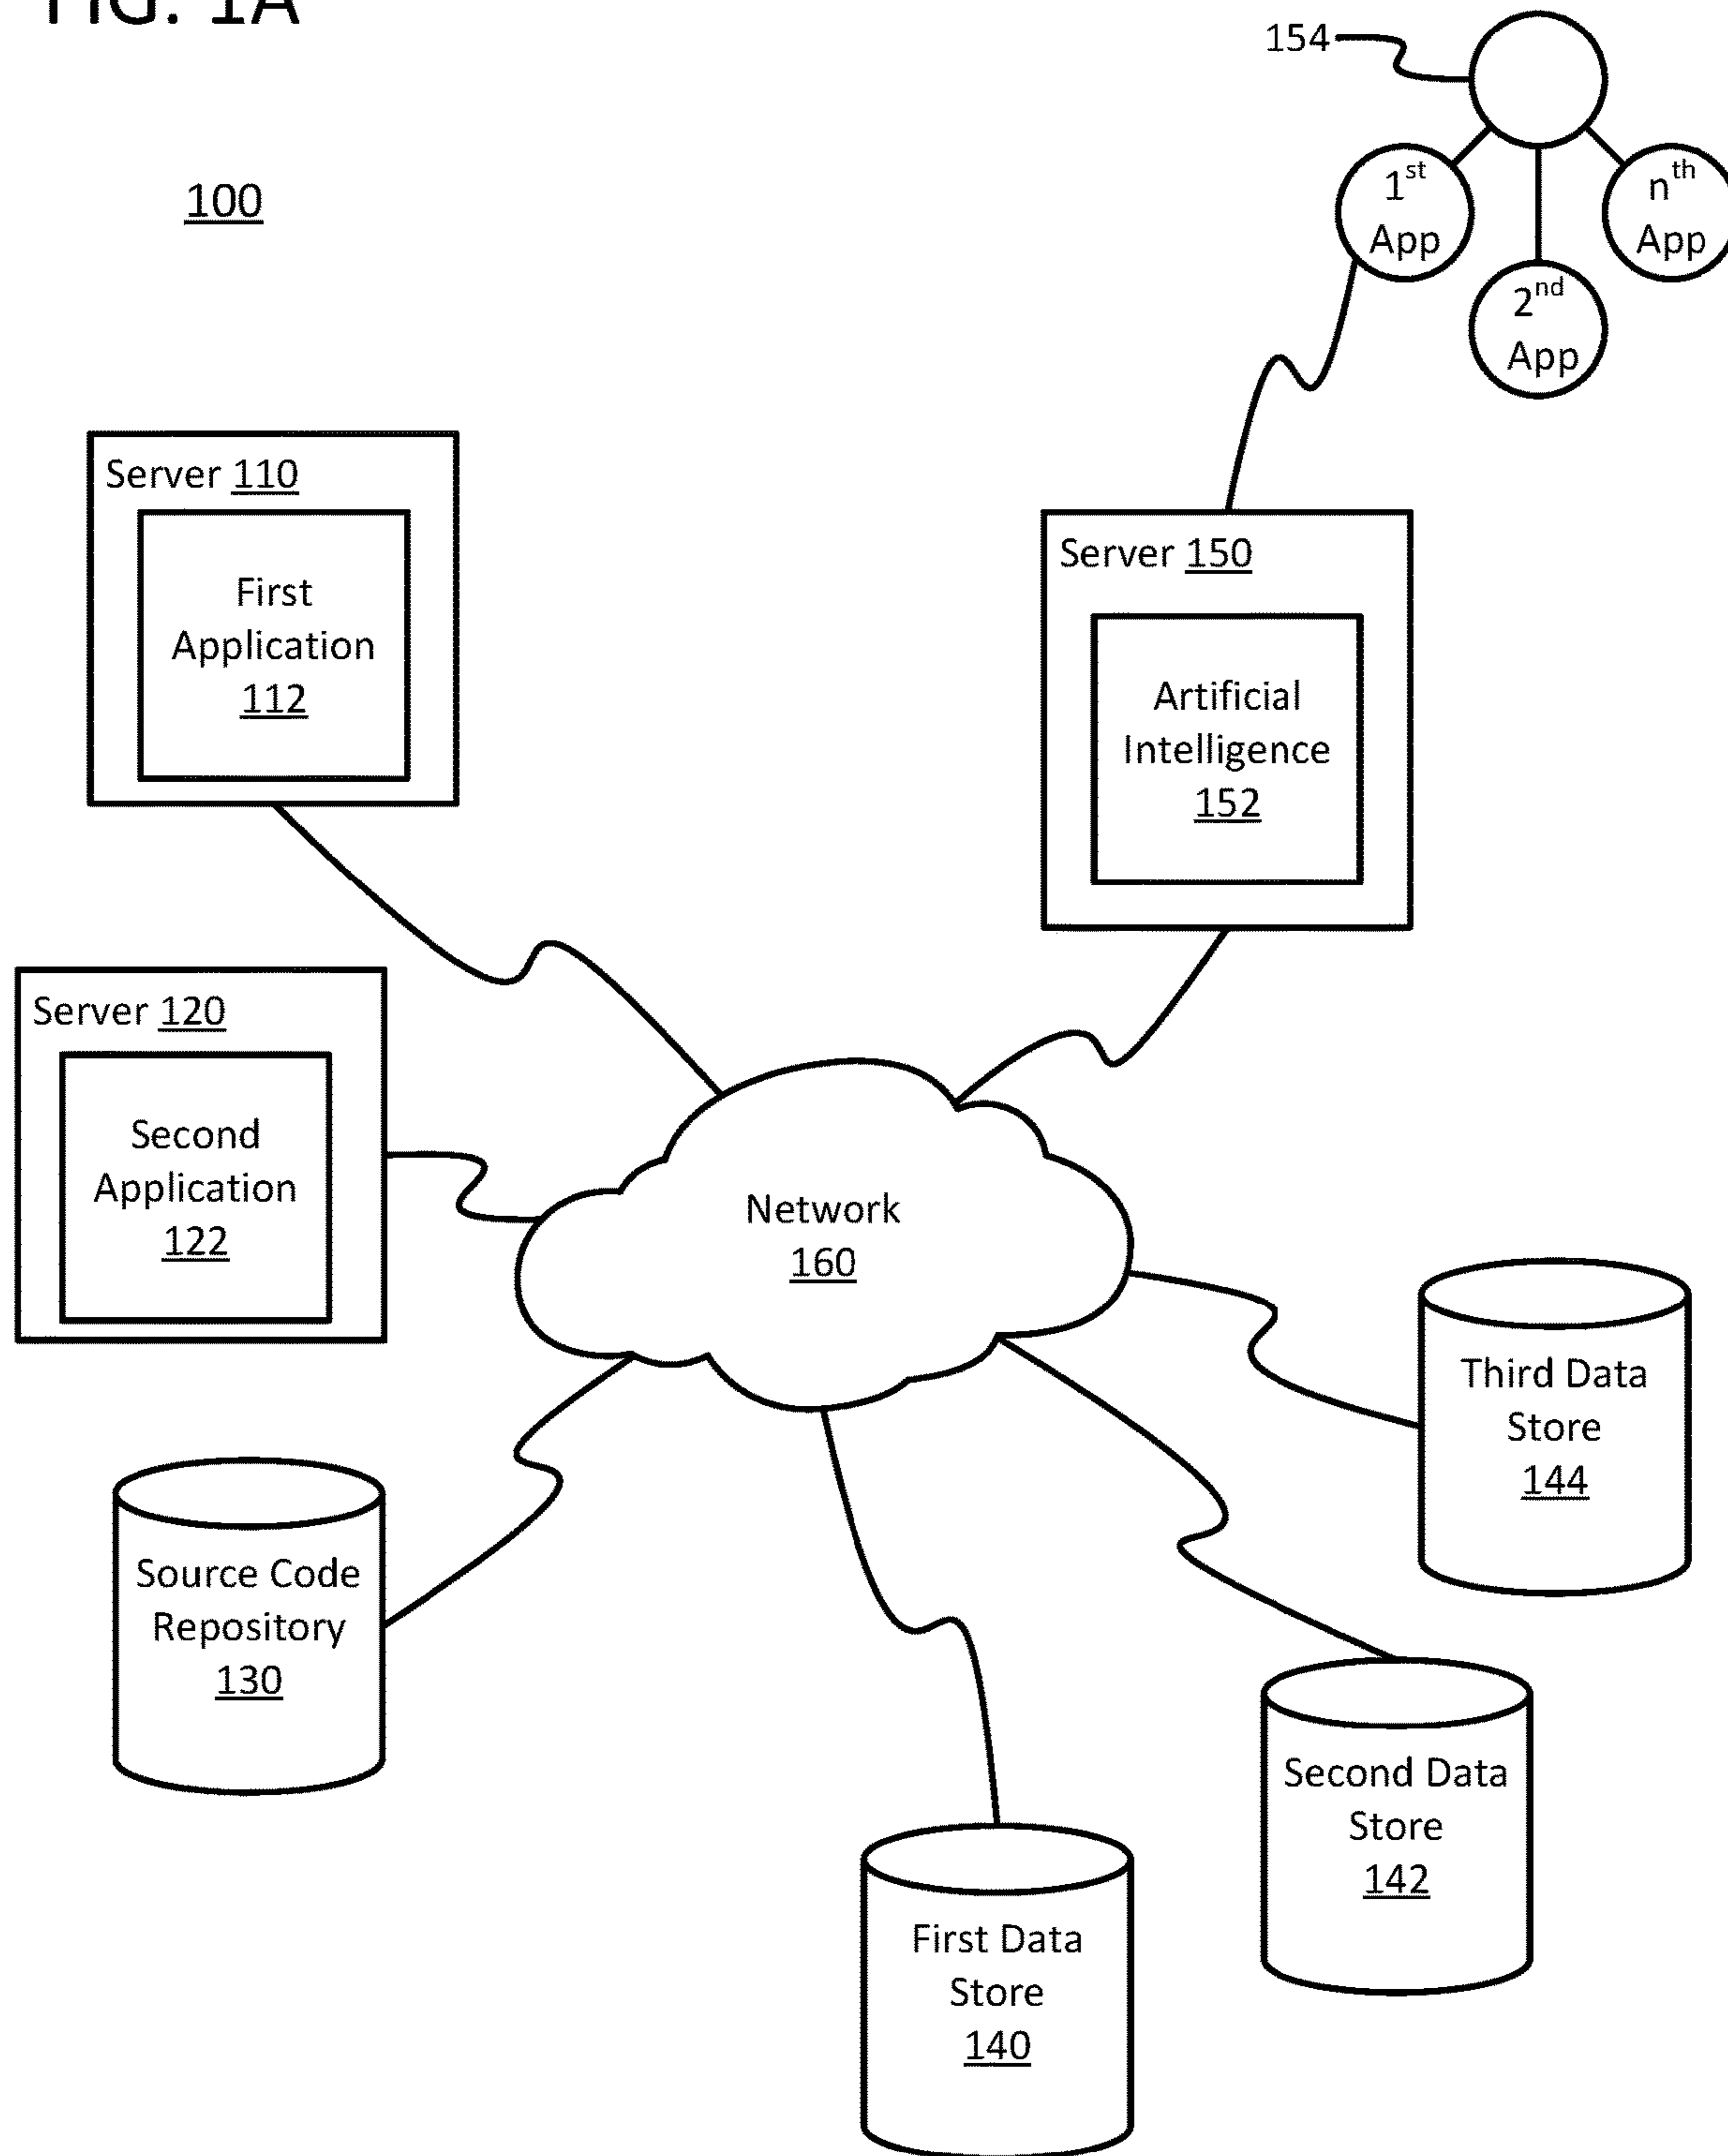 FIG. 1A
154
100
1st
App
nth
App
2nd
App
Server 110
First
Application
112
Server 150
Artificial
Intelligence
152
Server 120
Second
Application
122
Network
160
Third Data
Store
144
Source Code
Repository
130
Second Data
Store
142
First Data
Store
140